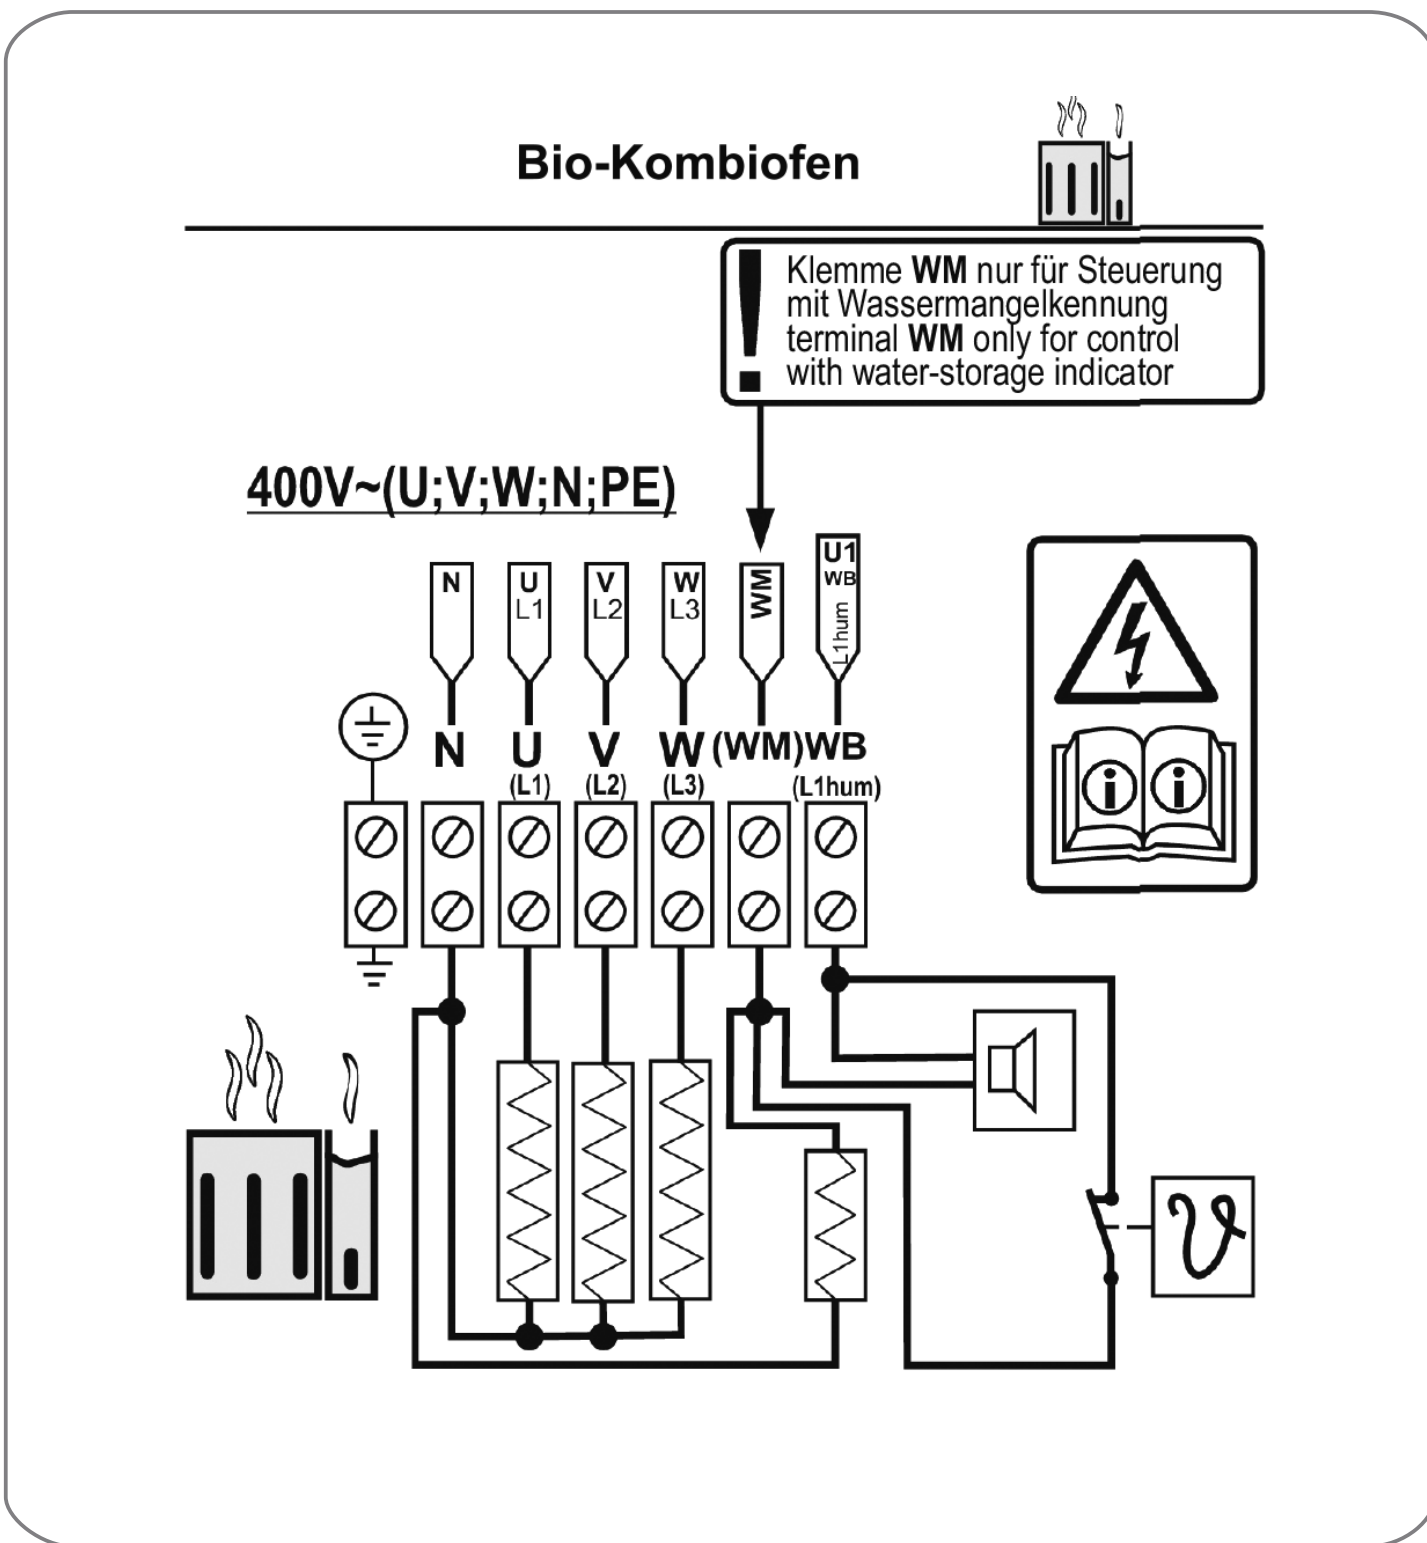 Bio-Kombiofen
! Klemme WM nur für Steuerung
mit Wassermangelkennung
terminal WM only for control
with water-storage indicator
400V~(U;V;W;N;PE)
N
U
L1
V
L2
W
L3
WM
U1
WB
L1hum
N U V W (WM) WB
(L1) (L2) (L3) (L1hum)
i i
ϑ